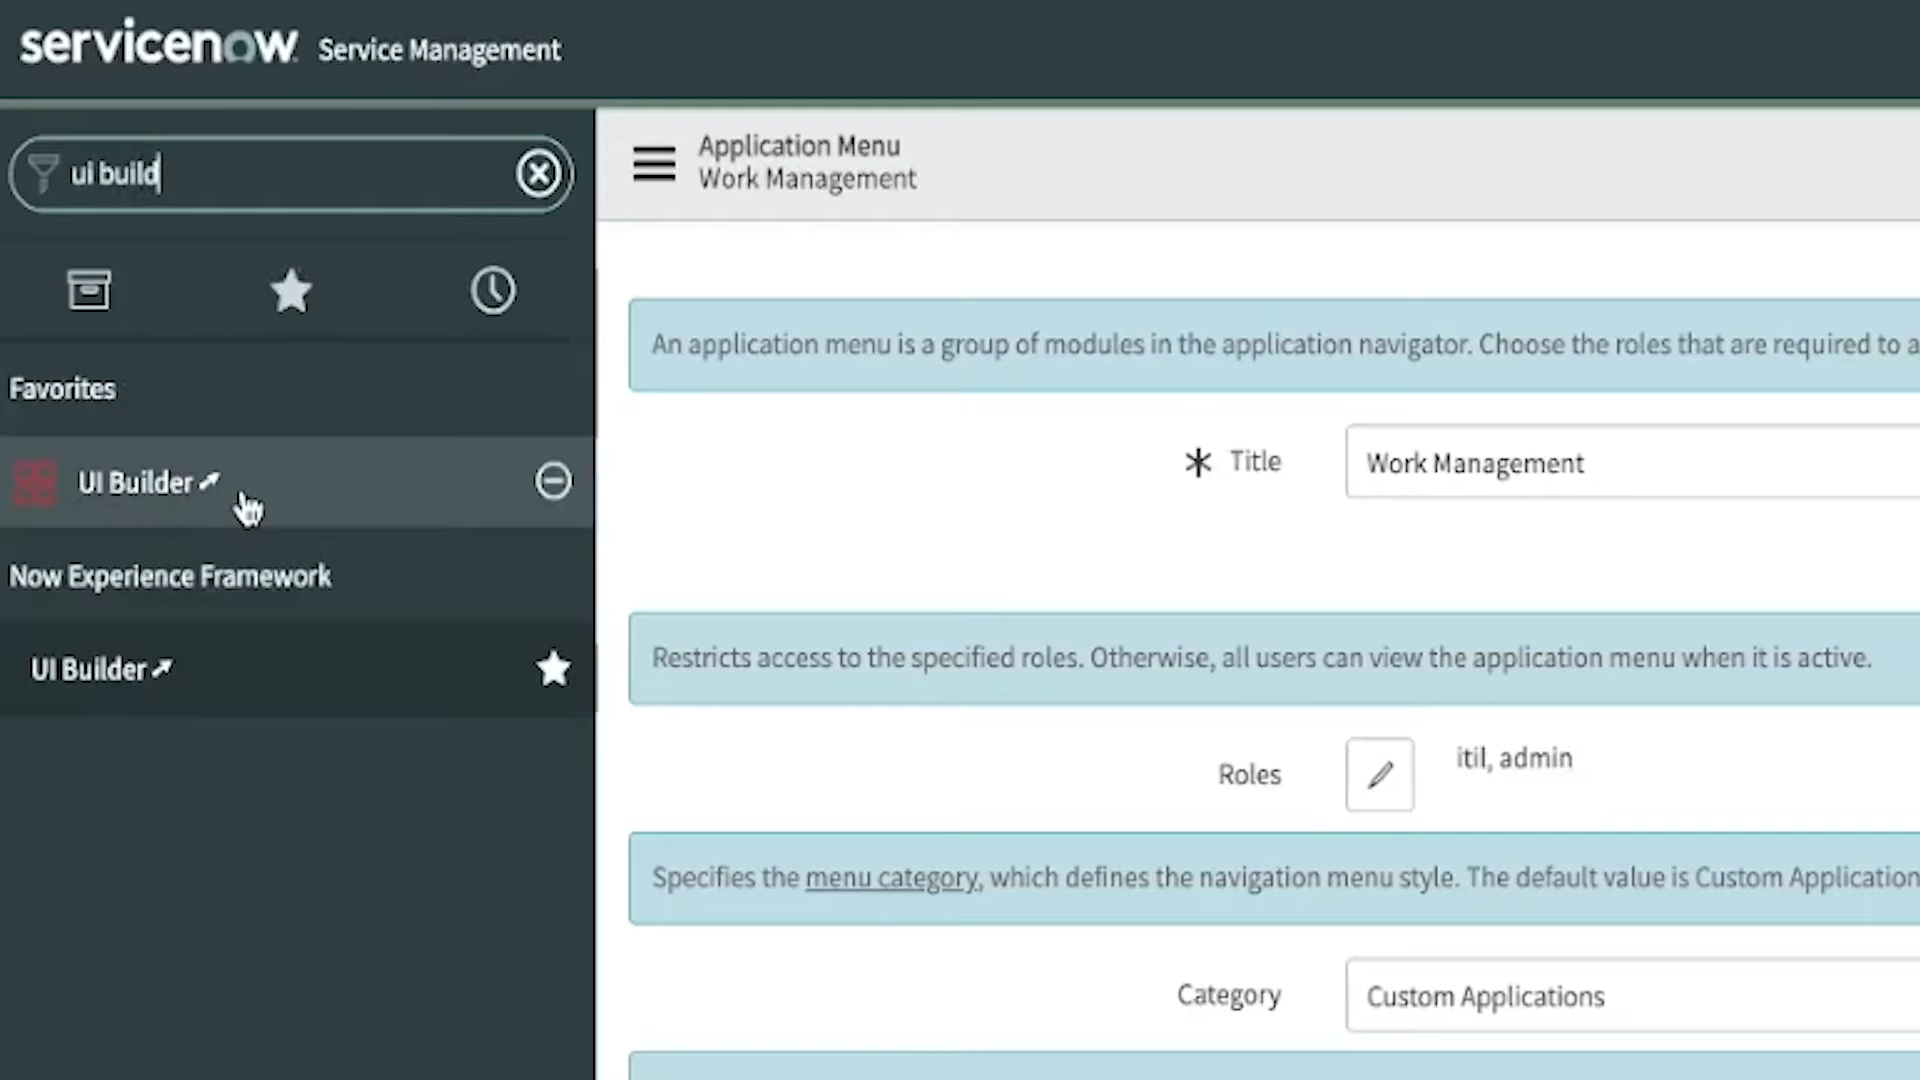 servicenow Service Management
ui build
Favorites
UI Builder
Now Experience Framework
UI Builder
Application Menu
Work Management
An application menu is a group of modules in the application navigator. Choose the roles that are required to a
Title
Work Management
Restricts access to the specified roles. Otherwise, all users can view the application menu when it is active.
Roles
itil, admin
Specifies the menu category, which defines the navigation menu style. The default value is Custom Application
Category
Custom Applications